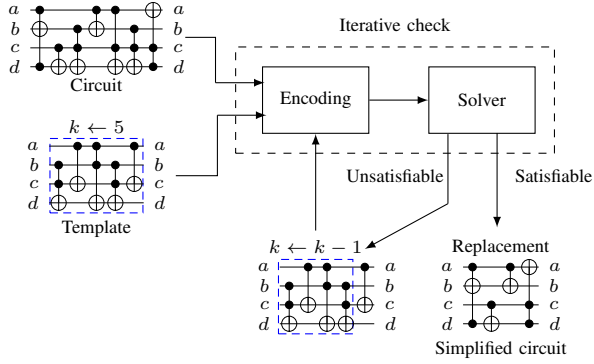 a a
b b
c c
d d
Circuit
Iterative check
Encoding
Solver
k ← 5
a a
b b
c c
d d
Template
Unsatisfiable
Satisfiable
k ← k − 1
a a
b b
c c
d d
Replacement
a a
b b
c c
d d
Simplified circuit